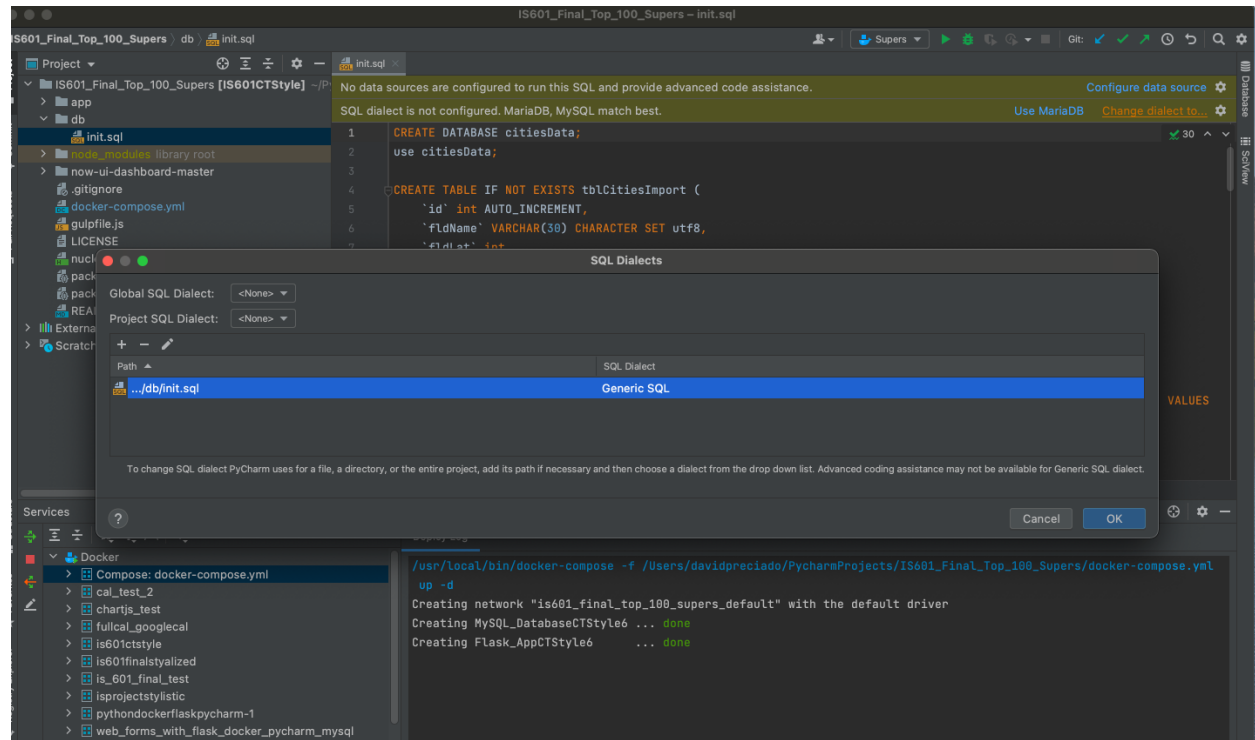 IS601_Final_Top_100_Supers – init.sql
IS601_Final_Top_100_Supers db init.sql
Supers Git:
Project
init.sql
IS601_Final_Top_100_Supers [IS601CTStyle]
app
db
init.sql
node_modules library root
now-ui-dashboard-master
.gitignore
docker-compose.yml
gulpfile.js
LICENSE
nucl
pack
pack
REA
Externa
Scratch
No data sources are configured to run this SQL and provide advanced code assistance. Configure data source
SQL dialect is not configured. MariaDB, MySQL match best. Use MariaDB Change dialect to...
30
1 CREATE DATABASE citiesData;
2 use citiesData;
3
4 CREATE TABLE IF NOT EXISTS tblCitiesImport (
5 `id` int AUTO_INCREMENT,
6 `fldName` VARCHAR(30) CHARACTER SET utf8,
7 `fldLat` int
VALUES
Database
SciView
SQL Dialects
Global SQL Dialect: <None>
Project SQL Dialect: <None>
Path SQL Dialect
.../db/init.sql Generic SQL
To change SQL dialect PyCharm uses for a file, a directory, or the entire project, add its path if necessary and then choose a dialect from the drop down list. Advanced coding assistance may not be available for Generic SQL dialect.
?
Cancel OK
Services
Docker
Compose: docker-compose.yml
cal_test_2
chartjs_test
fullcal_googlecal
is601ctstyle
is601finalstyalized
is_601_final_test
isprojectstylistic
pythondockerflaskpycharm-1
web_forms_with_flask_docker_pycharm_mysql
/usr/local/bin/docker-compose -f /Users/davidpreciado/PycharmProjects/IS601_Final_Top_100_Supers/docker-compose.yml
up -d
Creating network "is601_final_top_100_supers_default" with the default driver
Creating MySQL_DatabaseCTStyle6 ... done
Creating Flask_AppCTStyle6 ... done